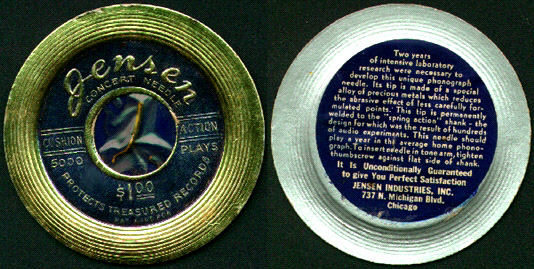 Jensen
CONCERT NEEDLE
CUSHION ACTION
5000 PLAYS
$1.00
PROTECTS TREASURED RECORDS
Two years
of intensive laboratory
research were necessary to
develop this unique phonograph
needle. Its tip is made of a special
alloy of precious metals which reduces
the abrasive effect of less carefully for-
mulated points. This tip is permanently
welded to the "spring action" shank - the
design for which was the result of hundreds
of audio experiments. This needle should
play a year in the average home phono-
graph. To insert needle in tone arm, tighten
thumbscrew against flat side of shank.
It Is Unconditionally Guaranteed
to give You Perfect Satisfaction
JENSEN INDUSTRIES, INC.
737 N. Michigan Blvd.
Chicago